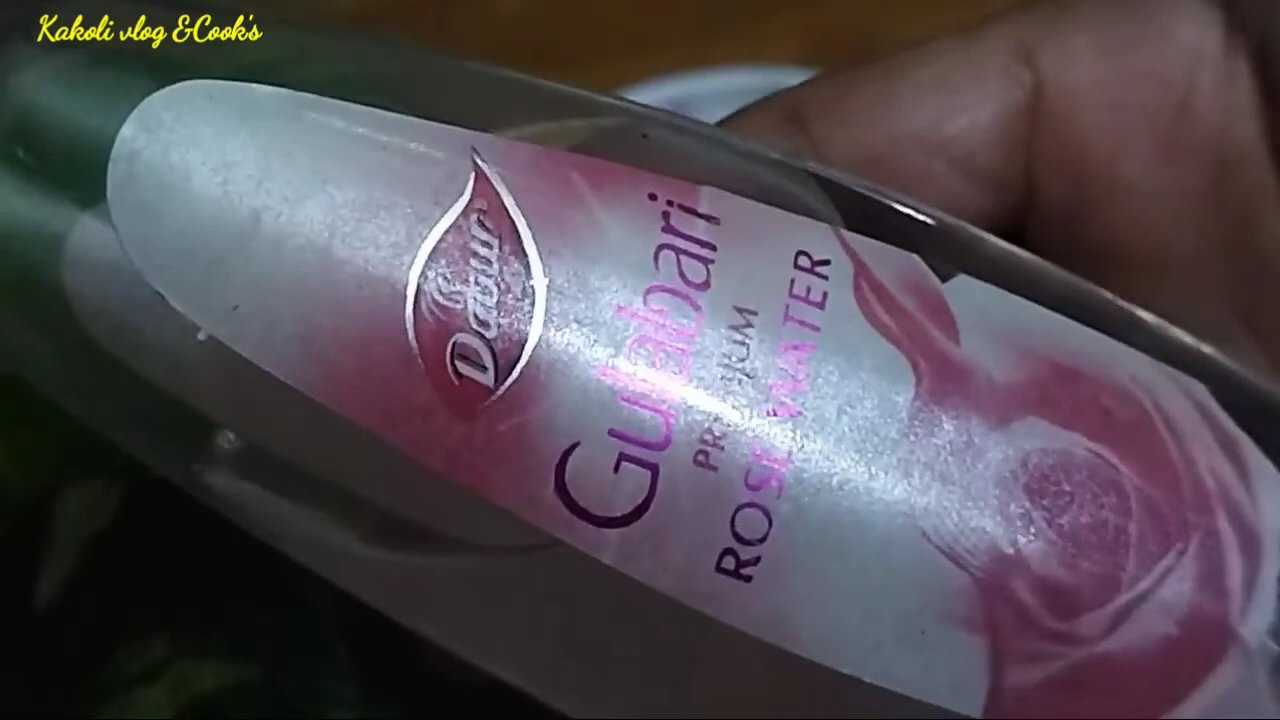 Kakoli vlog &Cook's
Dabur
Gulabari
PREMIUM
ROSE WATER